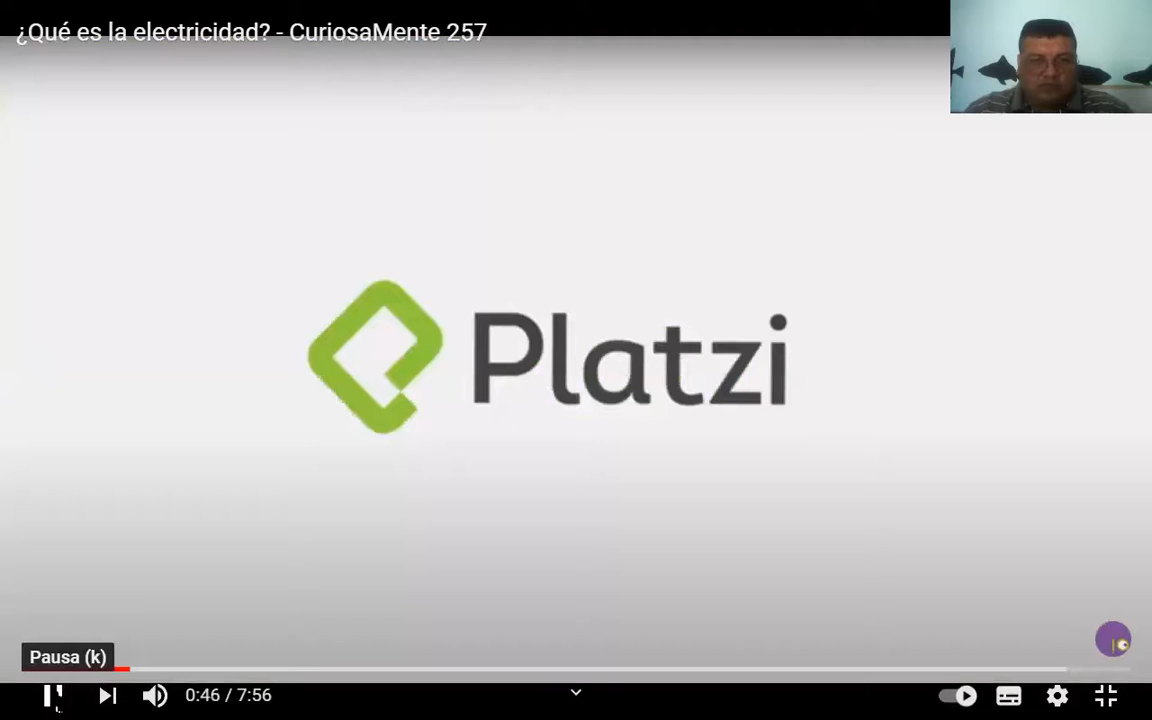 ¿Qué es la electricidad? - CuriosaMente 257
Platzi
Pausa (k)
0:46 / 7:56